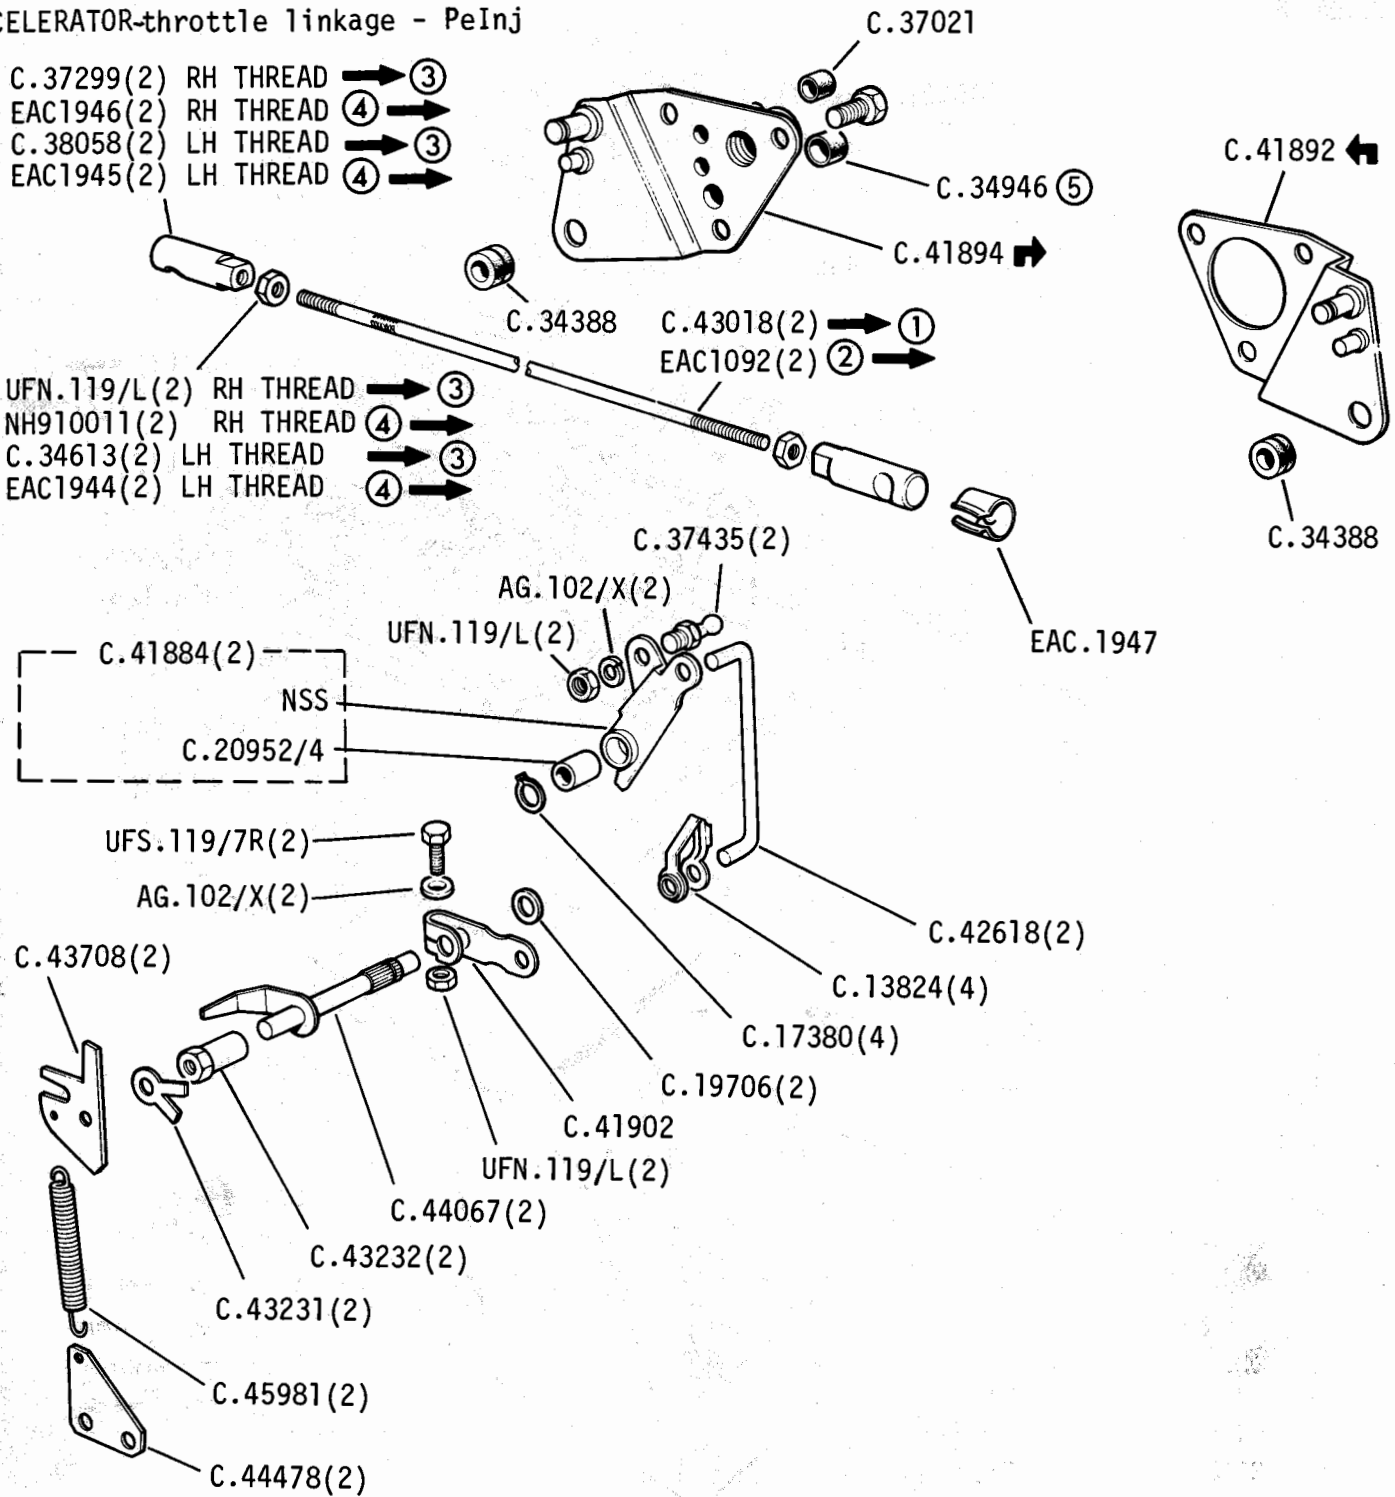 CELERATOR-throttle linkage - PeInj
C.37299(2) RH THREAD ➡ ③
EAC1946(2) RH THREAD ④ ➡
C.38058(2) LH THREAD ➡ ③
EAC1945(2) LH THREAD ④ ➡
C.37021
C.41892
C.34946 ⑤
C.41894
C.34388
C.43018(2) ➡ ①
EAC1092(2) ② ➡
UFN.119/L(2) RH THREAD ➡ ③
NH910011(2) RH THREAD ④ ➡
C.34613(2) LH THREAD ➡ ③
EAC1944(2) LH THREAD ④ ➡
C.34388
C.37435(2)
AG.102/X(2)
UFN.119/L(2)
EAC.1947
C.41884(2)
NSS
C.20952/4
UFS.119/7R(2)
AG.102/X(2)
C.42618(2)
C.43708(2)
C.13824(4)
C.17380(4)
C.19706(2)
C.41902
UFN.119/L(2)
C.44067(2)
C.43232(2)
C.43231(2)
C.45981(2)
C.44478(2)